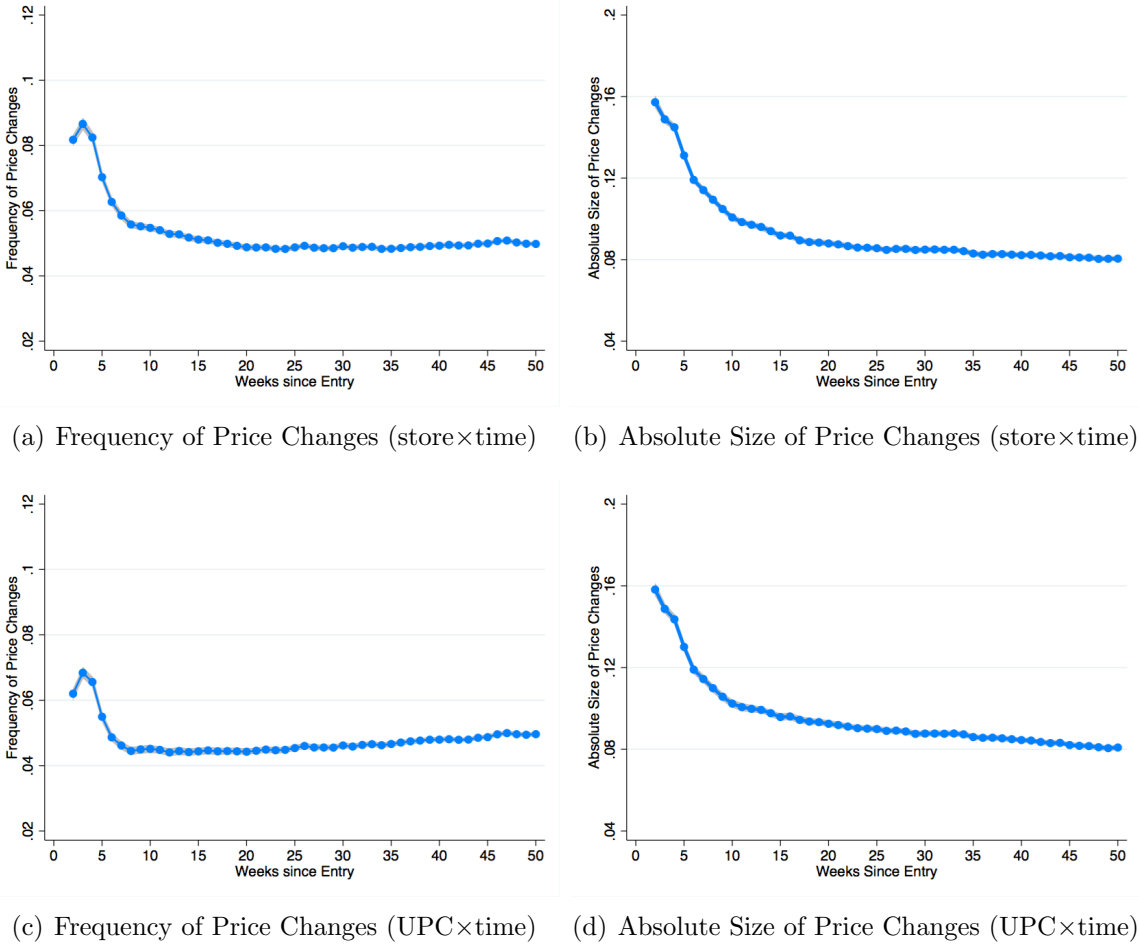 Frequency of Price Changes
.12
.1
.08
.06
.04
.02
0 5 10 15 20 25 30 35 40 45 50
Weeks since Entry
Absolute Size of Price Changes
.2
.16
.12
.08
.04
0 5 10 15 20 25 30 35 40 45 50
Weeks Since Entry
(a) Frequency of Price Changes (store×time)
(b) Absolute Size of Price Changes (store×time)
Frequency of Price Changes
.12
.1
.08
.06
.04
.02
0 5 10 15 20 25 30 35 40 45 50
Weeks since Entry
Absolute Size of Price Changes
.2
.16
.12
.08
.04
0 5 10 15 20 25 30 35 40 45 50
Weeks Since Entry
(c) Frequency of Price Changes (UPC×time)
(d) Absolute Size of Price Changes (UPC×time)